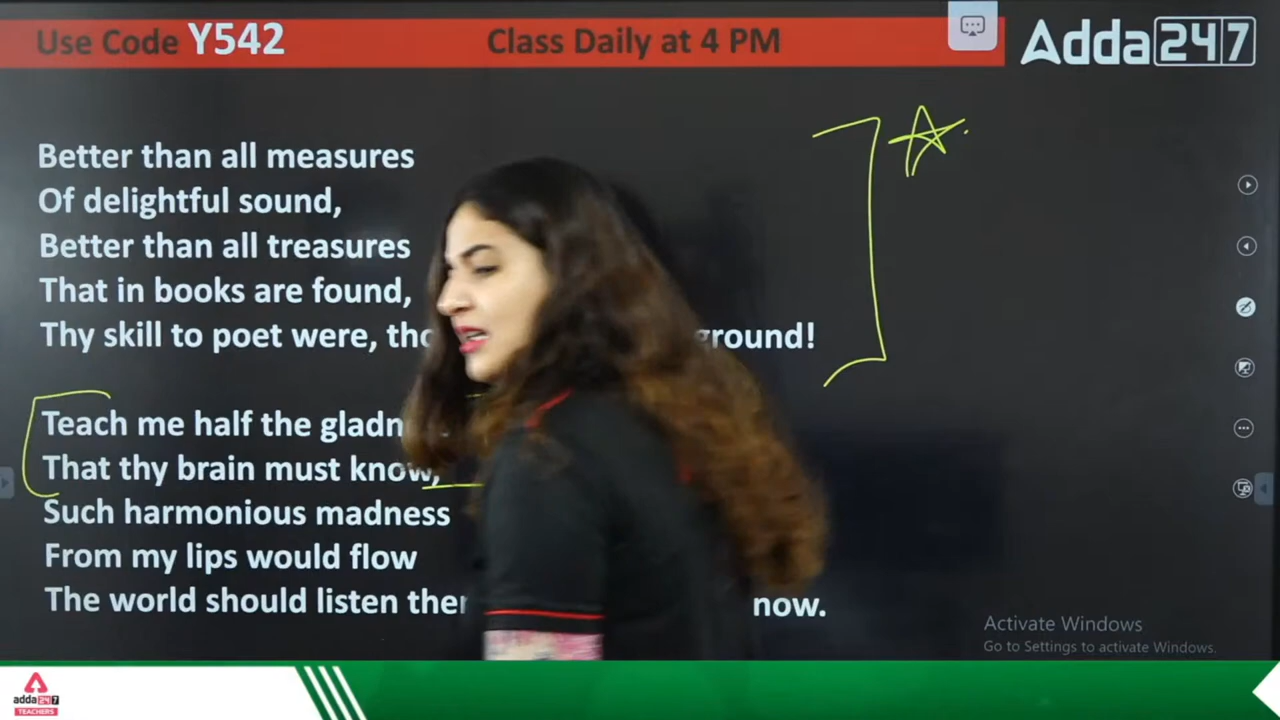 Use Code Y542
Class Daily at 4 PM
Adda247
Better than all measures
Of delightful sound,
Better than all treasures
That in books are found,
Thy skill to poet were, ground!
Teach me half the
That thy brain must know,
Such harmonious madness
From my lips would flow
The world should listen now.
Activate Windows
Go to Settings to activate Windows.
adda247
TEACHERS